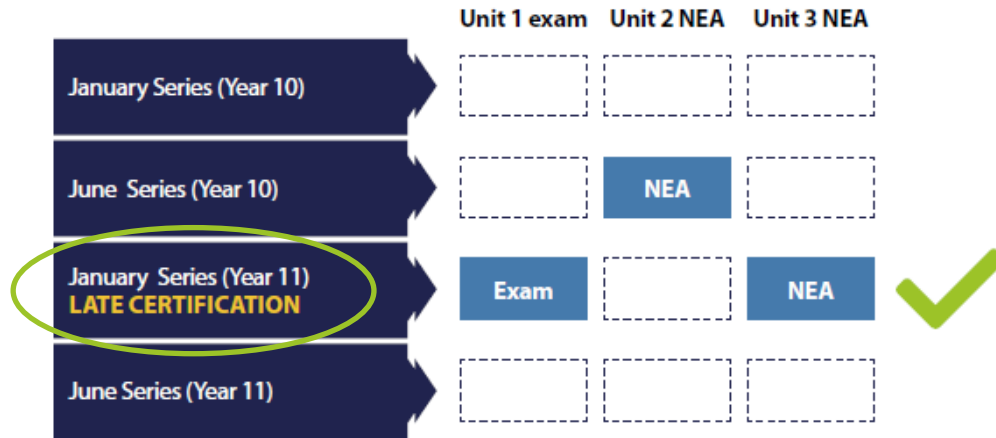 Unit 1 exam Unit 2 NEA Unit 3 NEA
January Series (Year 10)
June Series (Year 10)
NEA
January Series (Year 11)
LATE CERTIFICATION
Exam
NEA
June Series (Year 11)